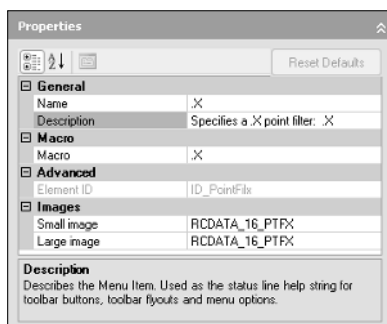 Properties
Reset Defaults
General
Name .X
Description Specifies a .X point filter: .X
Macro
Macro .X
Advanced
Element ID ID_PointFilx
Images
Small image RCDATA_16_PTFX
Large image RCDATA_16_PTFX
Description
Describes the Menu Item. Used as the status line help string for
toolbar buttons, toolbar flyouts and menu options.